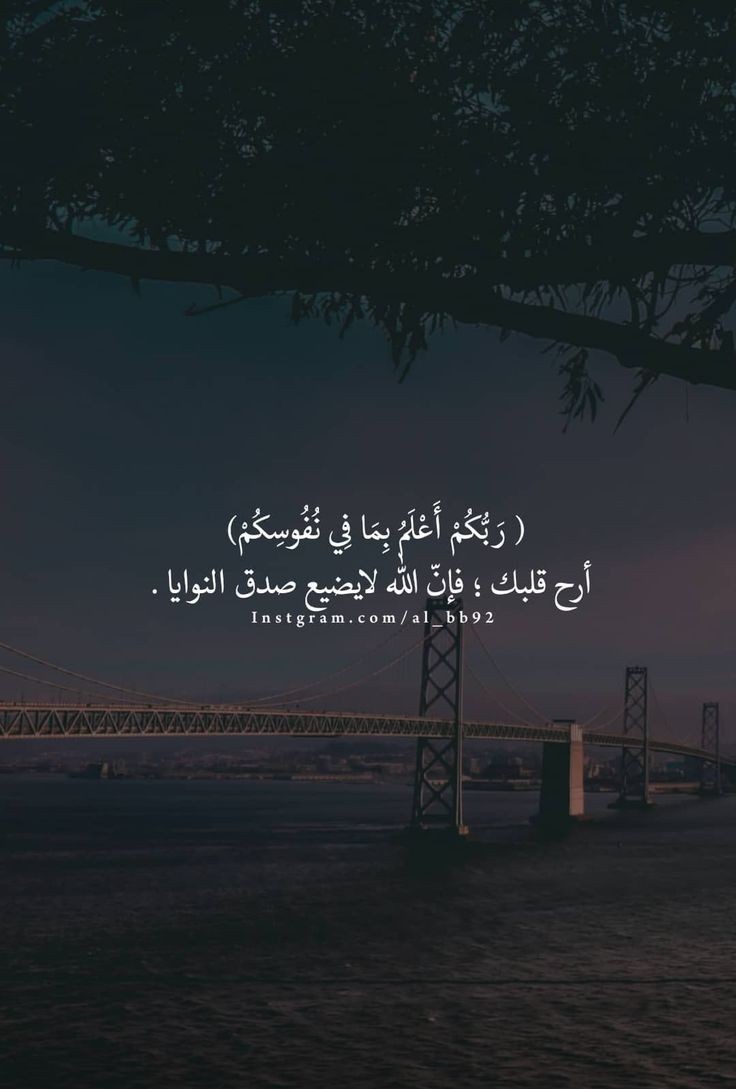 ( رَبُّكُمْ أَعْلَمُ بِمَا فِي نُفُوسِكُمْ)
أرح قلبك ؛ فإنّ الله لايضيع صدق النوايا .
Instgram.com/al_bb92